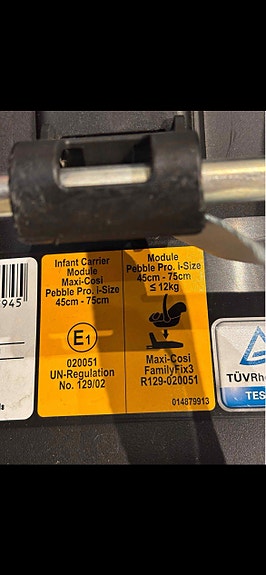 Infant Carrier
Module
Maxi-Cosi
Pebble Pro. I-Size
45cm - 75cm
E1
020051
UN-Regulation
No. 129/02
Module
Pebble Pro. I-Size
45cm - 75cm
≤ 12kg
Maxi-Cosi
FamilyFix3
R129-020051
014879913
945
TÜVRhe
TES